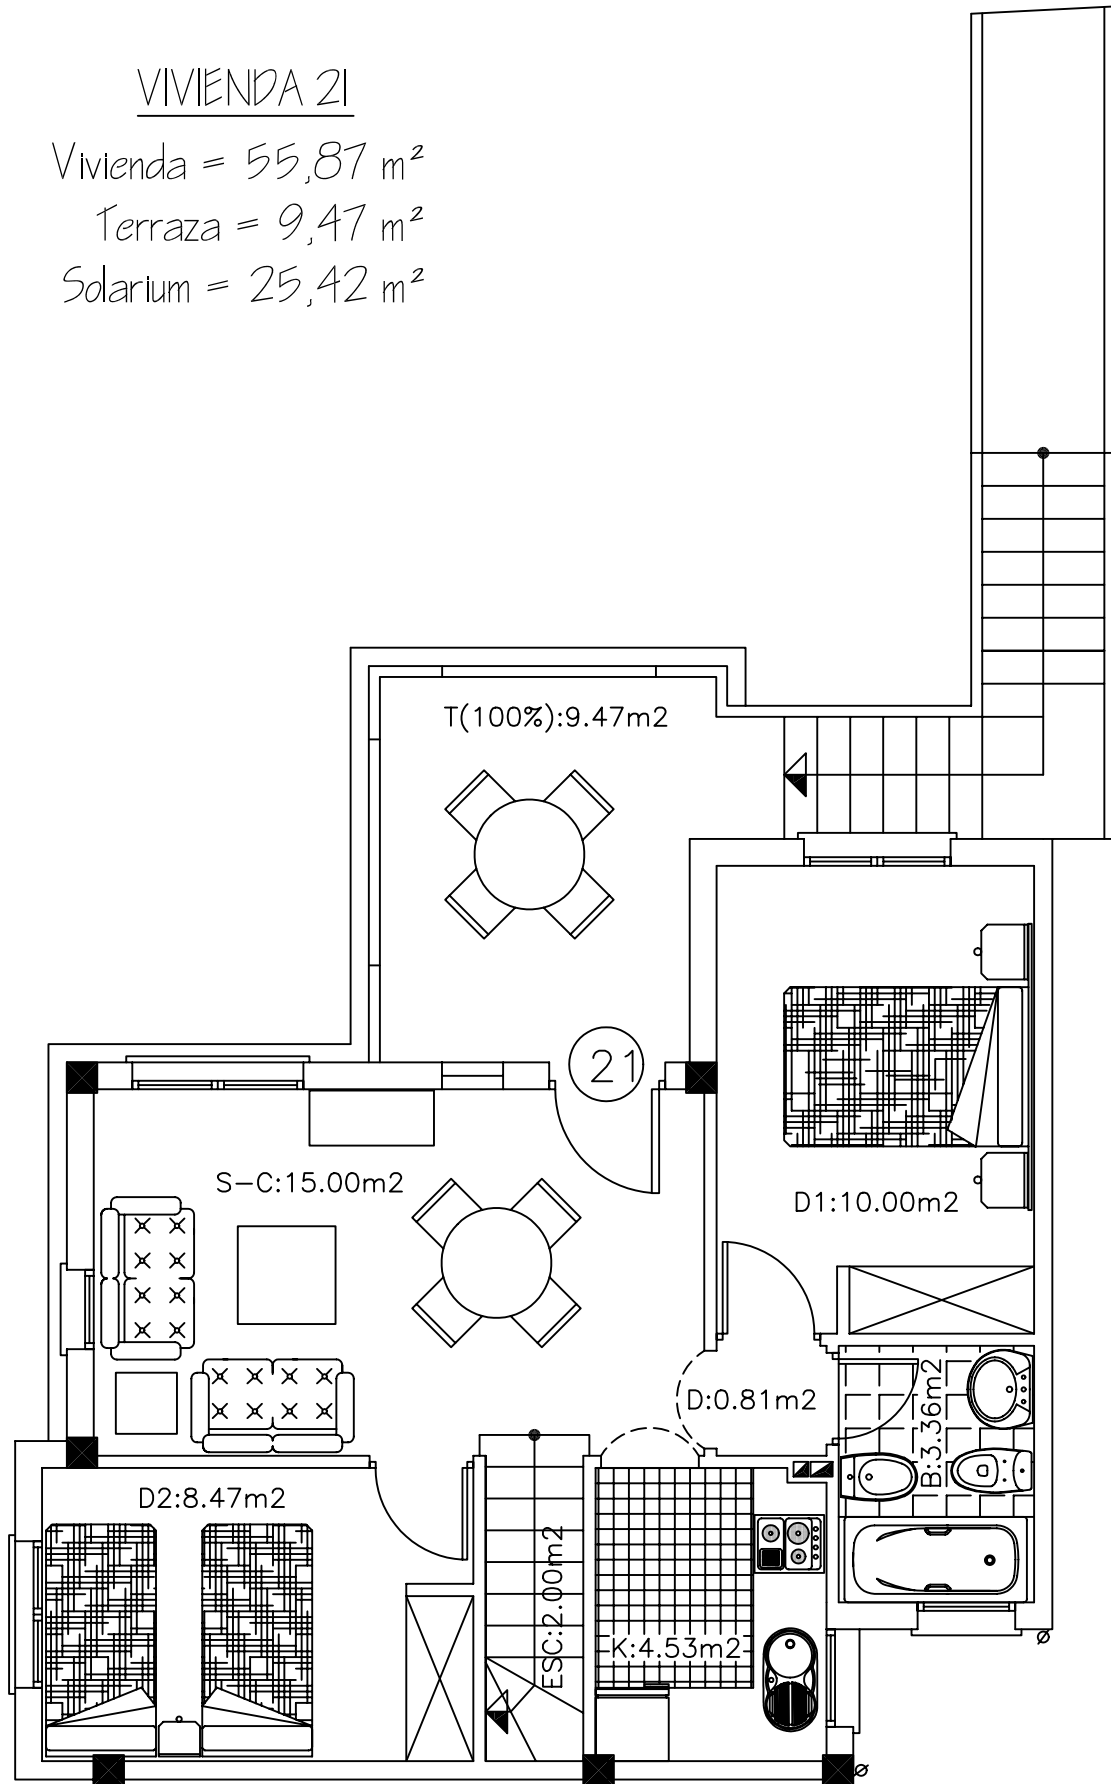 VIVIENDA 21
Vivienda = 55,87 m²
Terraza = 9,47 m²
Solarium = 25,42 m²
T(100%):9.47m2
21
S-C:15.00m2
D1:10.00m2
D:0.81m2
B:3.36m2
D2:8.47m2
ESC:2.00m2
K:4.53m2